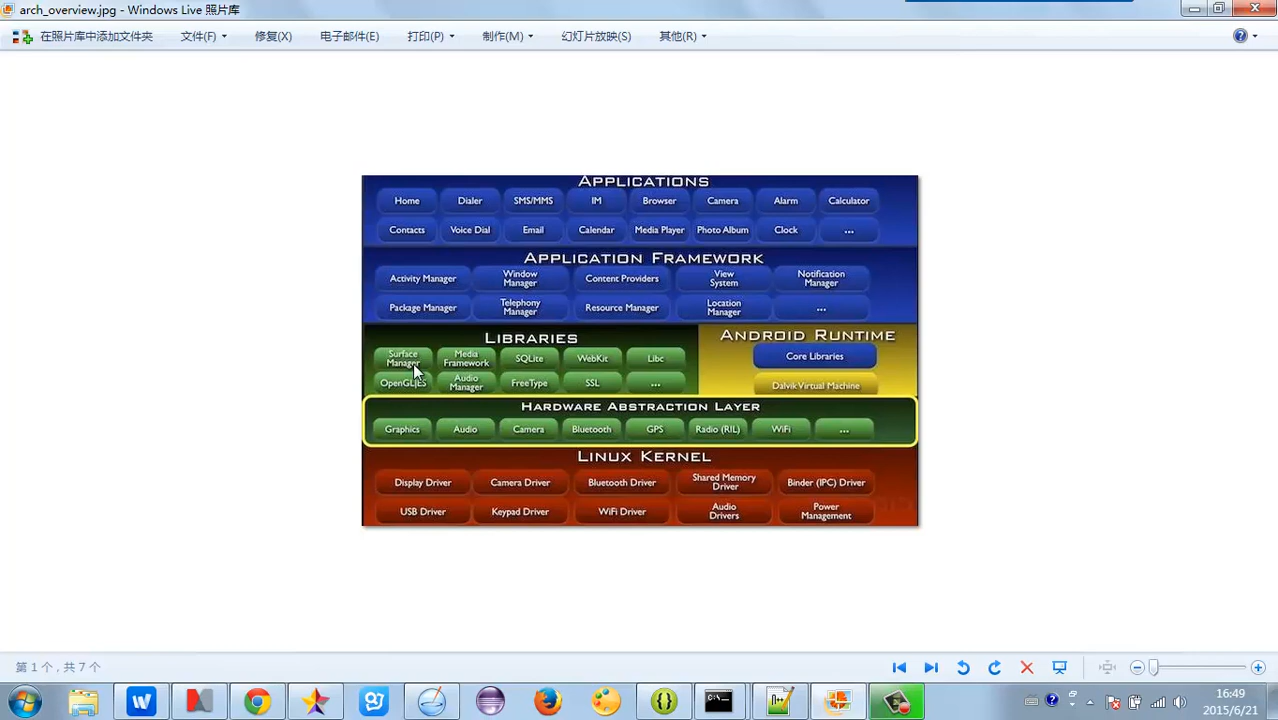 arch_overview.jpg - Windows Live 照片库
在照片库中添加文件夹 文件(F) 修复(X) 电子邮件(E) 打印(P) 制作(M) 幻灯片放映(S) 其他(R)
APPLICATIONS
Home Dialer SMS/MMS IM Browser Camera Alarm Calculator
Contacts Voice Dial Email Calendar Media Player Photo Album Clock ...
APPLICATION FRAMEWORK
Activity Manager Window Manager Content Providers View System Notification Manager
Package Manager Telephony Manager Resource Manager Location Manager ...
LIBRARIES
Surface Manager Media Framework SQLite WebKit Libc
OpenGL|ES Audio Manager FreeType SSL ...
ANDROID RUNTIME
Core Libraries
Dalvik Virtual Machine
HARDWARE ABSTRACTION LAYER
Graphics Audio Camera Bluetooth GPS Radio (RIL) WiFi ...
LINUX KERNEL
Display Driver Camera Driver Bluetooth Driver Shared Memory Driver Binder (IPC) Driver
USB Driver Keypad Driver WiFi Driver Audio Drivers Power Management
第 1 个，共 7 个
16:49
2015/6/21